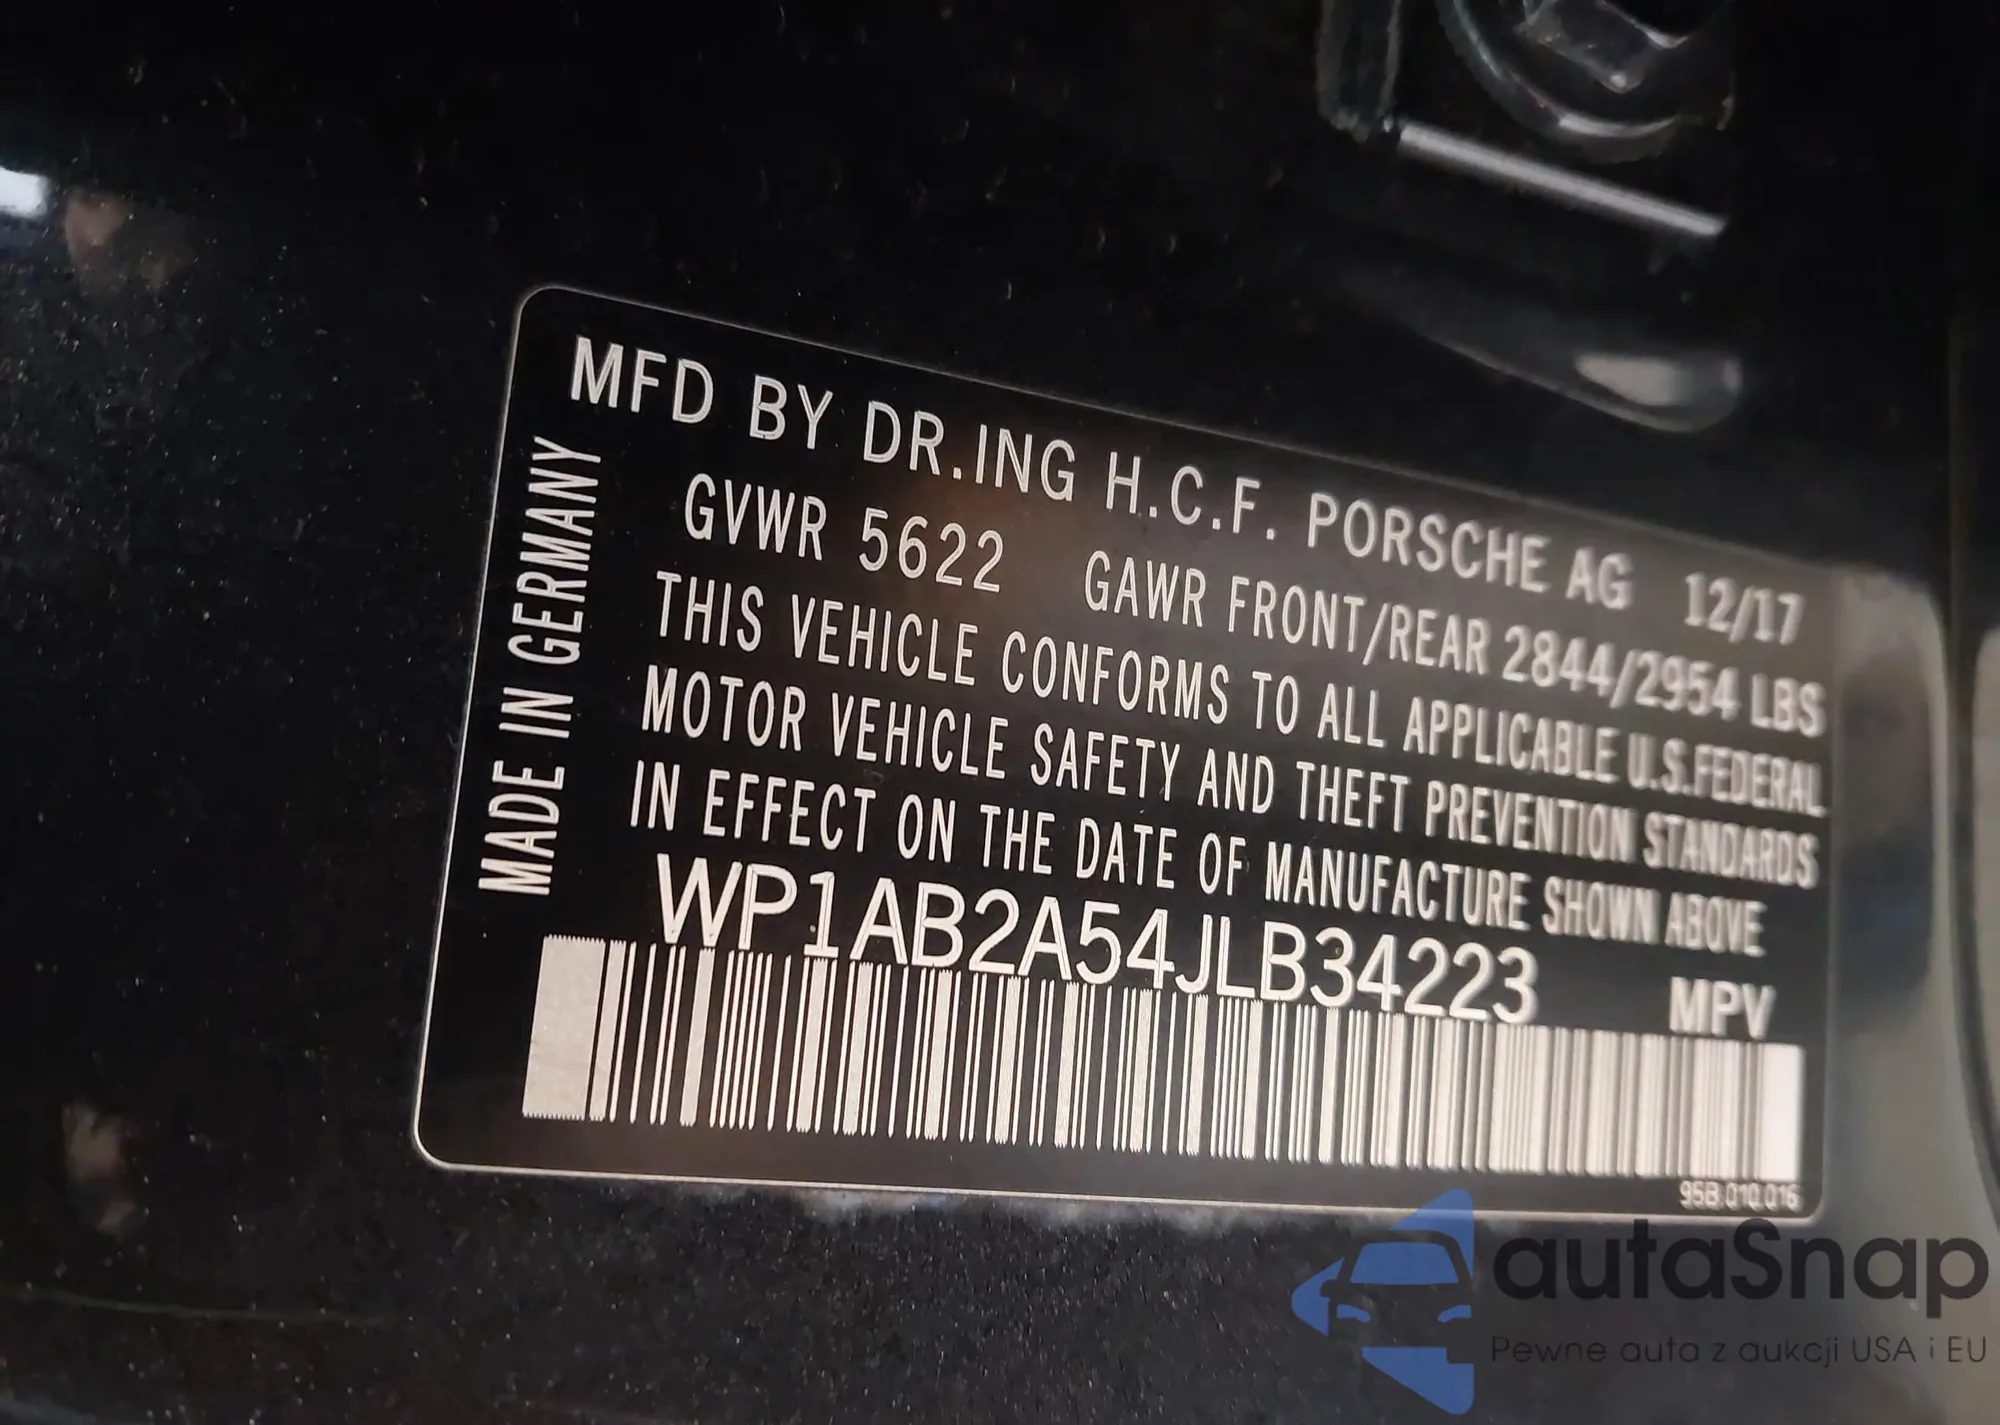 MFD BY DR.ING H.C.F. PORSCHE AG 12/17
GVWR 5622 GAWR FRONT/REAR 2844/2954 LBS
THIS VEHICLE CONFORMS TO ALL APPLICABLE U.S.FEDERAL
MOTOR VEHICLE SAFETY AND THEFT PREVENTION STANDARDS
IN EFFECT ON THE DATE OF MANUFACTURE SHOWN ABOVE
WP1AB2A54JLB34223 MPV
95B.010.016
MADE IN GERMANY
autaSnap
Pewne auta z aukcji USA i EU